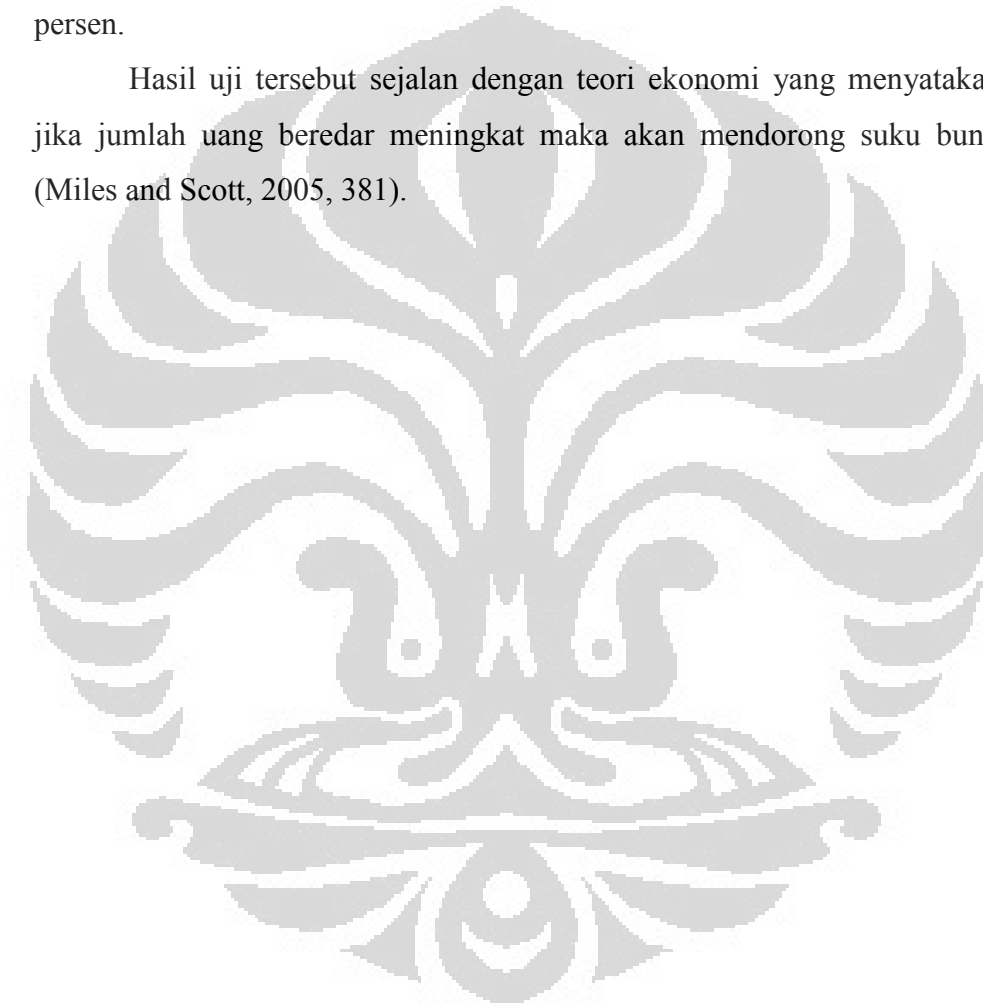 persen.
Hasil uji tersebut sejalan dengan teori ekonomi yang menyataka
jika jumlah uang beredar meningkat maka akan mendorong suku bun
(Miles and Scott, 2005, 381).